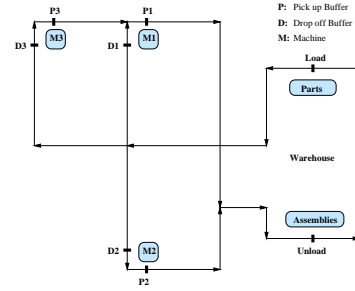 P3
P1
P: Pick up Buffer
D: Drop off Buffer
M: Machine
D3
M3
D1
M1
Load
Parts
Warehouse
Assemblies
Unload
D2
M2
P2